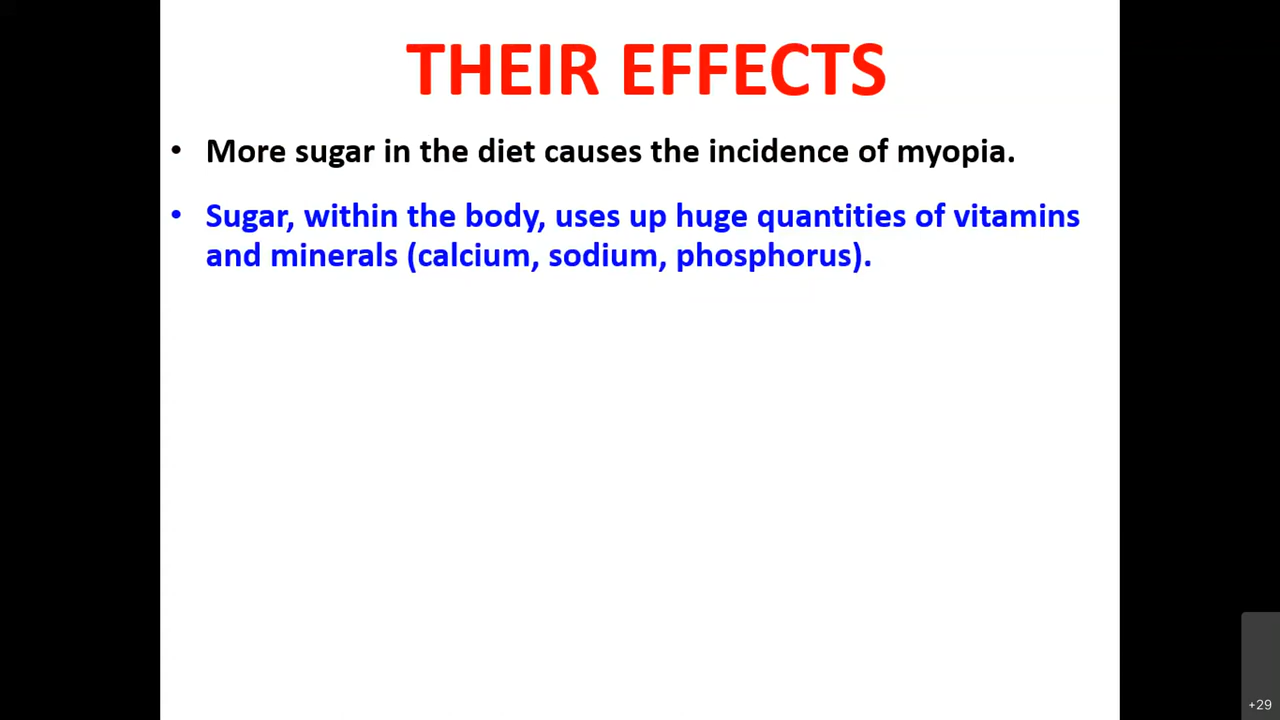 THEIR EFFECTS
• More sugar in the diet causes the incidence of myopia.
• Sugar, within the body, uses up huge quantities of vitamins
and minerals (calcium, sodium, phosphorus).
+29